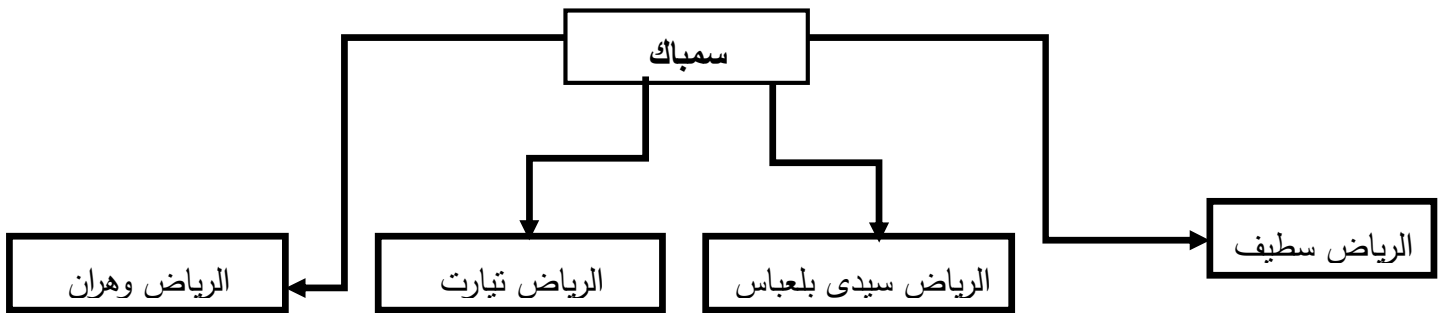 سمباك
الرياض سطيف
الرياض سيدى بلعباس
الرياض تيارت
الرياض وهران